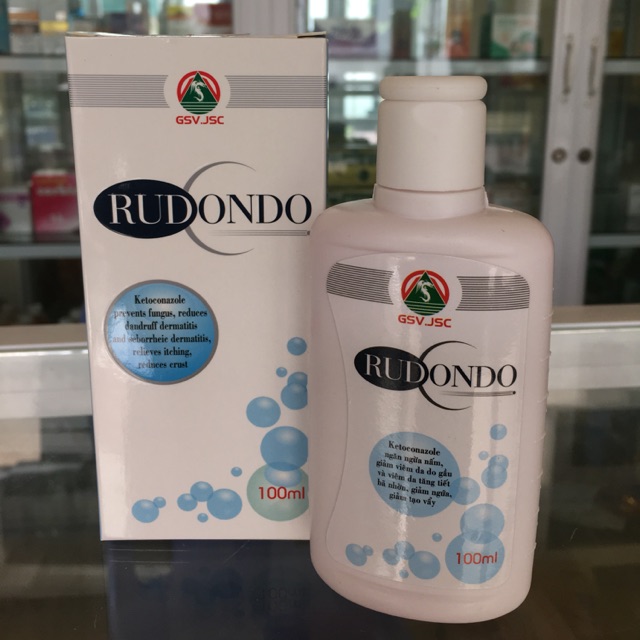 GSV.JSC
RUDONDO
Ketoconazole
prevents fungus, reduces
dandruff dermatitis
and seborrheic dermatitis,
relieves itching,
reduces crust
100ml
GSV.JSC
RUDONDO
Ketoconazole
ngăn ngừa nấm,
giảm viêm da do gầu
và viêm da tăng tiết
bã nhờn, giảm ngứa,
giảm tạo vẩy
100ml